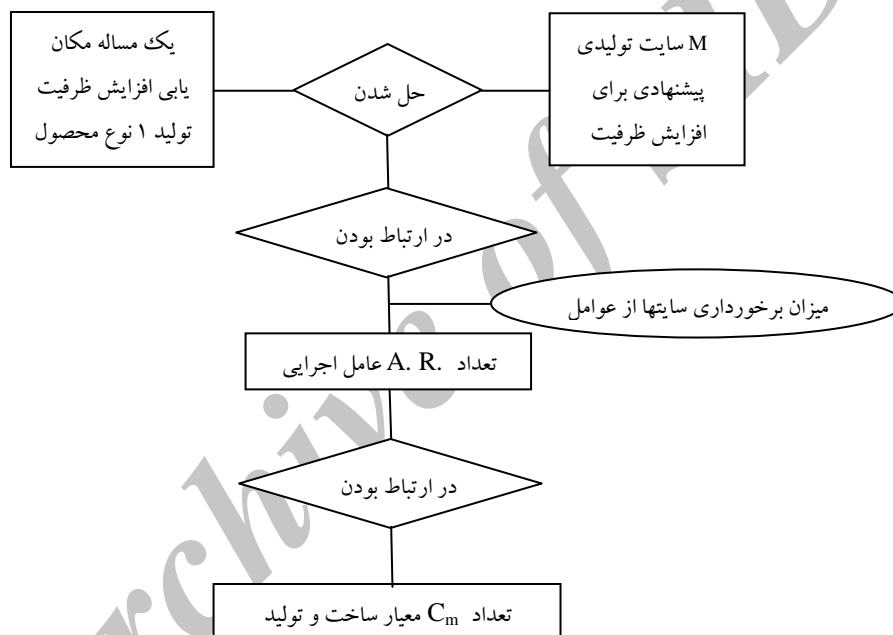 M سایت تولیدی
پیشنهادی برای
افزایش ظرفیت
حل شدن
یک مساله مکان
یابی افزایش ظرفیت
تولید ۱ نوع محصول
در ارتباط بودن
میزان برخورداری سایتها از عوامل
تعداد A. R. عامل اجرایی
در ارتباط بودن
تعداد Cm معیار ساخت و تولید